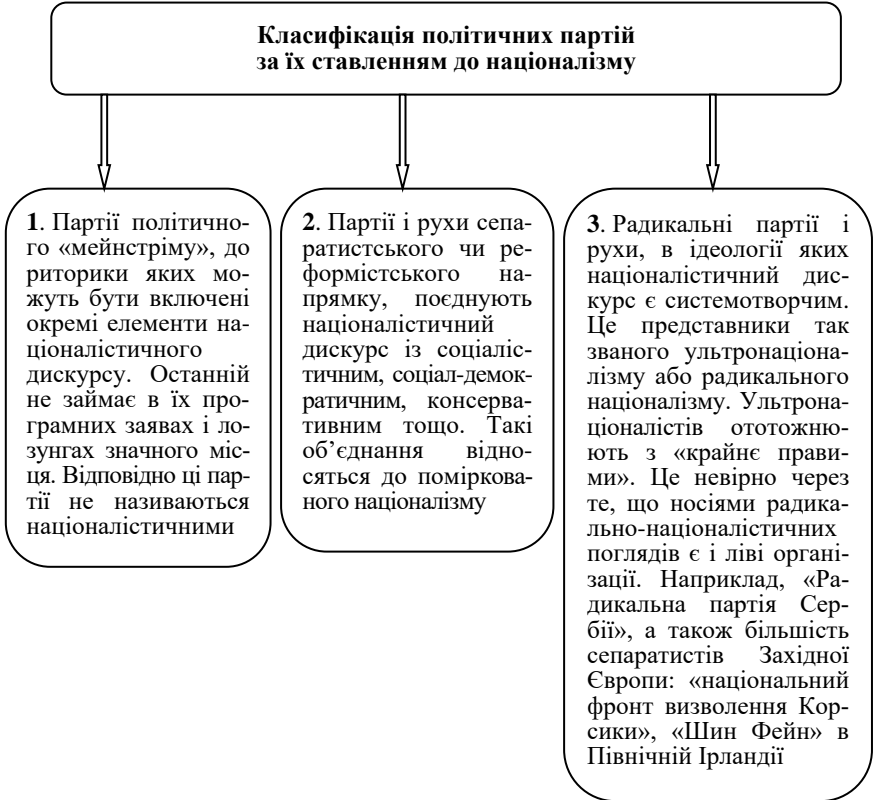 Класифікація політичних партій
за їх ставленням до націоналізму
1. Партії політично-
го «мейнстріму», до
риторики яких мо-
жуть бути включені
окремі елементи на-
ціоналістичного
дискурсу. Останній
не займає в їх про-
грамних заявах і ло-
зунгах значного міс-
ця. Відповідно ці пар-
тії не називаються
націоналістичними
2. Партії і рухи сепа-
ратистського чи ре-
формістського на-
прямку, поєднують
націоналістичний
дискурс із соціаліс-
тичним, соціал-демок-
ратичним, консерва-
тивним тощо. Такі
об’єднання відно-
сяться до поміркова-
ного націоналізму
3. Радикальні партії і
рухи, в ідеології яких
націоналістичний дис-
курс є системотворчим.
Це представники так
званого ультронаціона-
лізму або радикального
націоналізму. Ультрона-
ціоналістів ототожню-
ють з «крайнє прави-
ми». Це невірно через
те, що носіями радика-
льно-націоналістичних
поглядів є і ліві органі-
зації. Наприклад, «Ра-
дикальна партія Сер-
бії», а також більшість
сепаратистів Західної
Європи: «національний
фронт визволення Кор-
сики», «Шин Фейн» в
Північній Ірландії